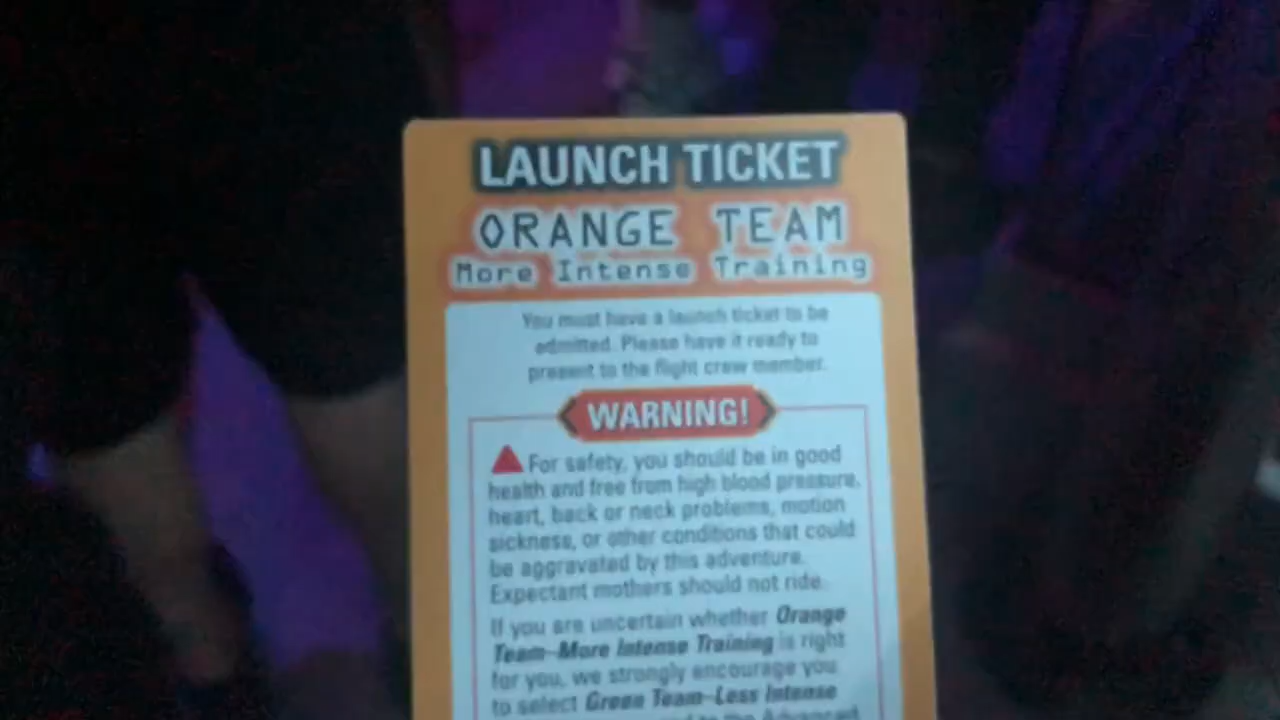 LAUNCH TICKET
ORANGE TEAM
More Intense Training
You must have a launch ticket to be
admitted. Please have it ready to
present to the flight crew member.
WARNING!
For safety, you should be in good
health and free from high blood pressure,
heart, back or neck problems, motion
sickness, or other conditions that could
be aggravated by this adventure.
Expectant mothers should not ride.
If you are uncertain whether Orange
Team–More Intense Training is right
for you, we strongly encourage you
to select Green Team–Less Intense
to the Advanced